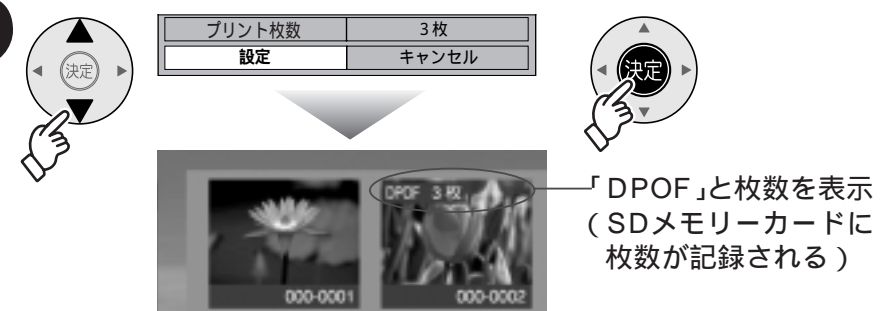 決定
プリント枚数 3枚
設定 キャンセル
決定
DPOF 3枚
「DPOF」と枚数を表示
(SDメモリーカードに
枚数が記録される)
000-0001
000-0002